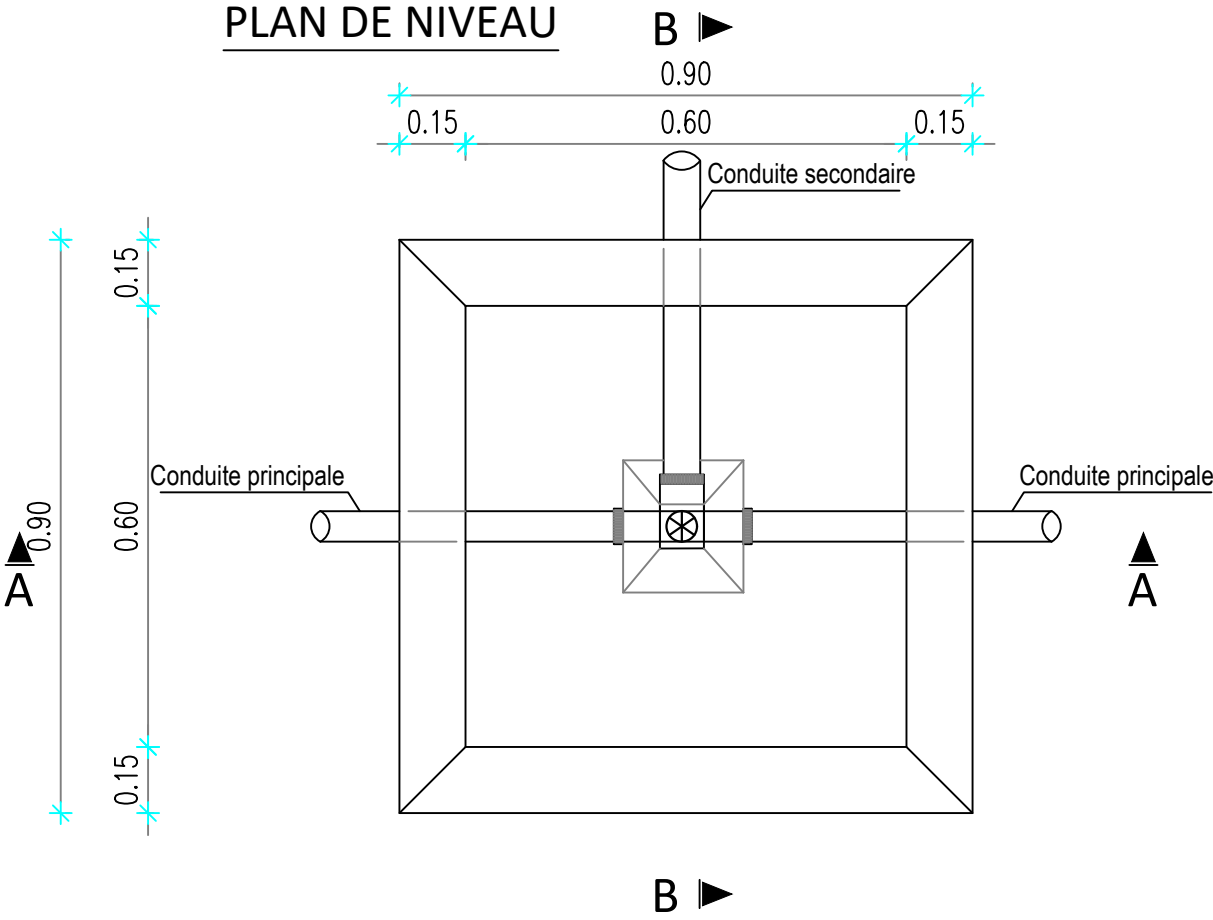 PLAN DE NIVEAU
B
0.90
0.15 0.60 0.15
Conduite secondaire
0.15
Conduite principale
Conduite principale
0.90
0.60
A
A
0.15
B